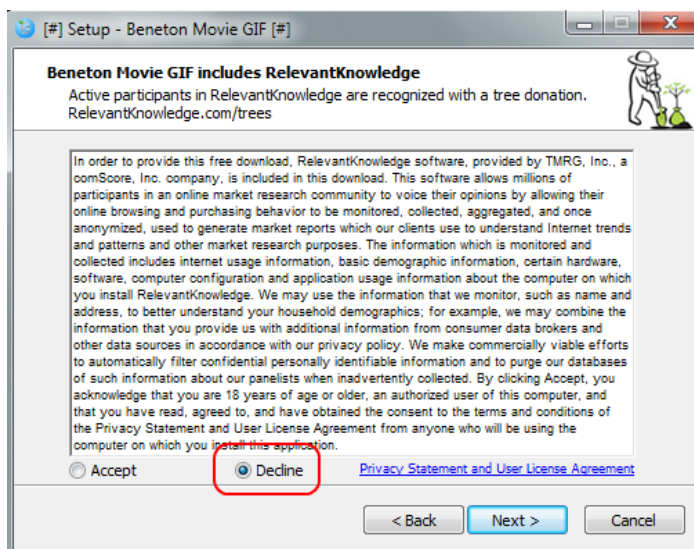 [#] Setup - Beneton Movie GIF [#]
Beneton Movie GIF includes RelevantKnowledge
Active participants in RelevantKnowledge are recognized with a tree donation.
RelevantKnowledge.com/trees
In order to provide this free download, RelevantKnowledge software, provided by TMRG, Inc., a
comScore, Inc. company, is included in this download. This software allows millions of
participants in an online market research community to voice their opinions by allowing their
online browsing and purchasing behavior to be monitored, collected, aggregated, and once
anonymized, used to generate market reports which our clients use to understand Internet trends
and patterns and other market research purposes. The information which is monitored and
collected includes internet usage information, basic demographic information, certain hardware,
software, computer configuration and application usage information about the computer on which
you install RelevantKnowledge. We may use the information that we monitor, such as name and
address, to better understand your household demographics; for example, we may combine the
information that you provide us with additional information from consumer data brokers and
other data sources in accordance with our privacy policy. We make commercially viable efforts
to automatically filter confidential personally identifiable information and to purge our databases
of such information about our panelists when inadvertently collected. By clicking Accept, you
acknowledge that you are 18 years of age or older, an authorized user of this computer, and
that you have read, agreed to, and have obtained the consent to the terms and conditions of
the Privacy Statement and User License Agreement from anyone who will be using the
computer on which you install this application.
Accept Decline Privacy Statement and User License Agreement
< Back Next > Cancel